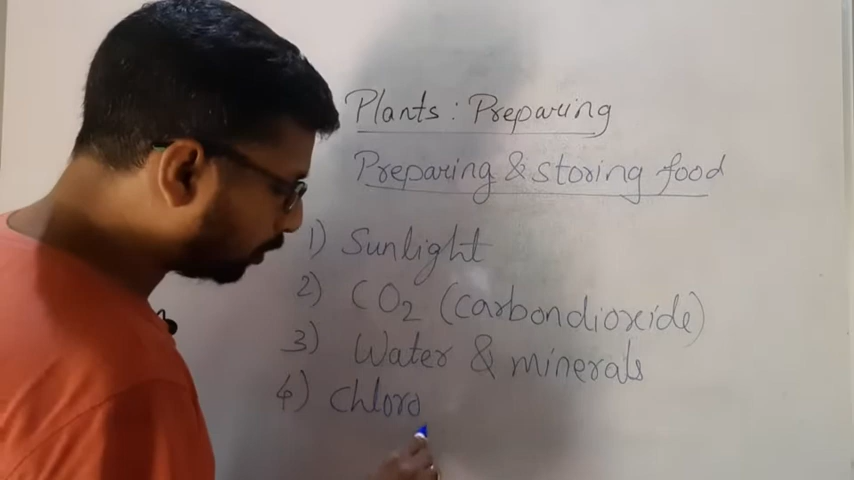 Plants : Preparing
Preparing & storing food
1) Sunlight
2) CO2 (carbondioxide)
3) Water & minerals
4) chloro